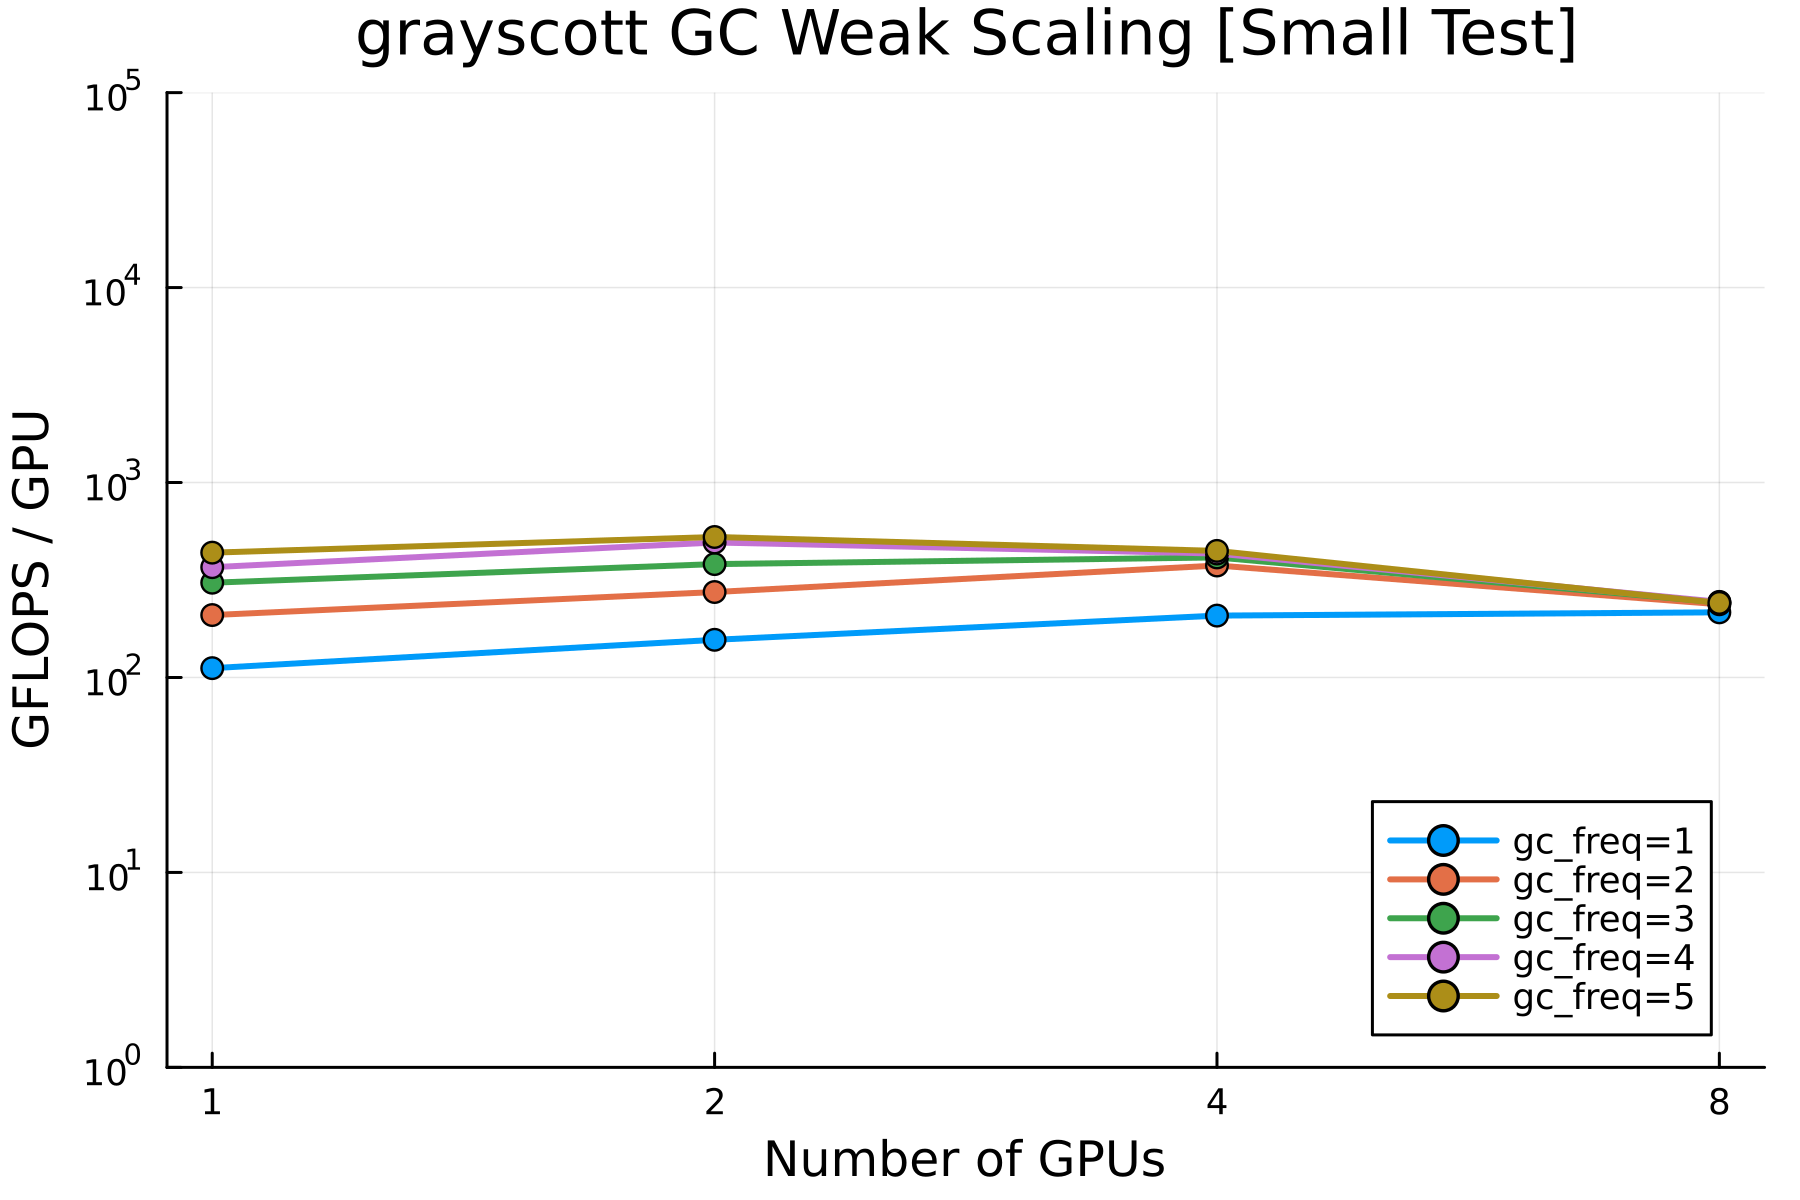 grayscott GC Weak Scaling [Small Test]
GFLOPS / GPU
10^5
10^4
10^3
10^2
10^1
10^0
gc_freq=1
gc_freq=2
gc_freq=3
gc_freq=4
gc_freq=5
1 2 4 8
Number of GPUs